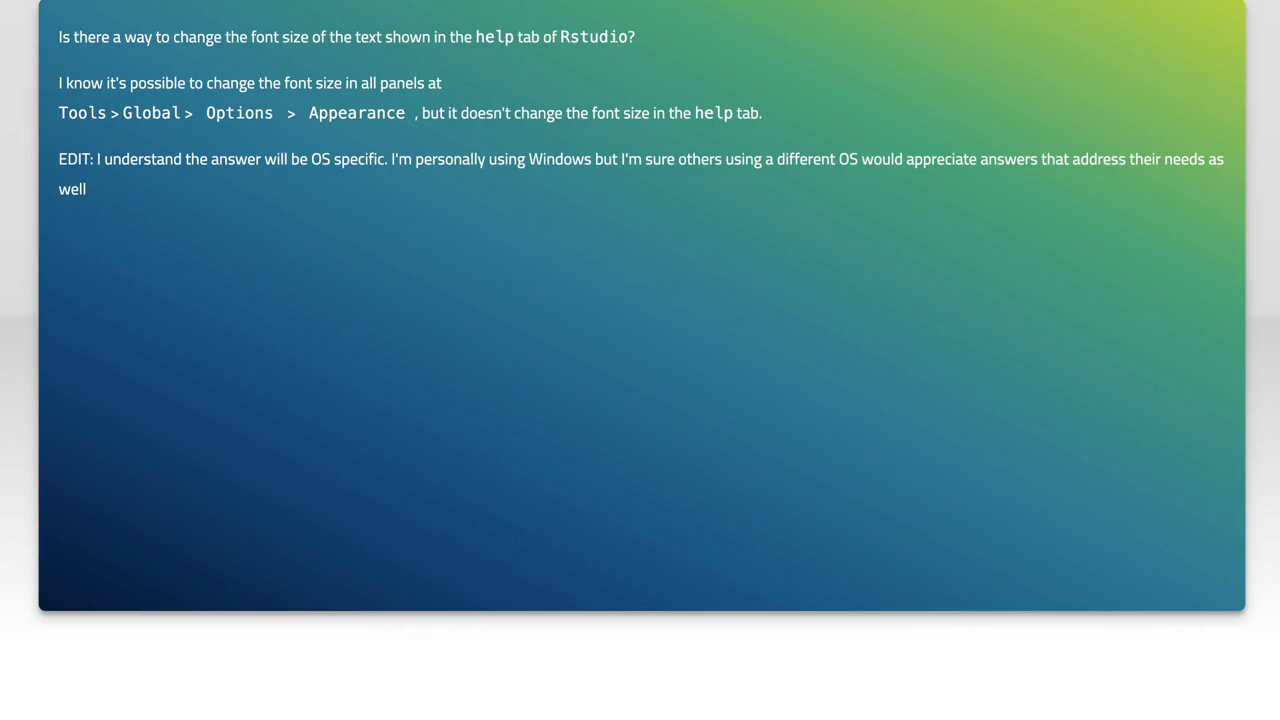 Is there a way to change the font size of the text shown in the help tab of Rstudio?
I know it's possible to change the font size in all panels at
Tools > Global > Options > Appearance , but it doesn't change the font size in the help tab.
EDIT: I understand the answer will be OS specific. I'm personally using Windows but I'm sure others using a different OS would appreciate answers that address their needs as
well